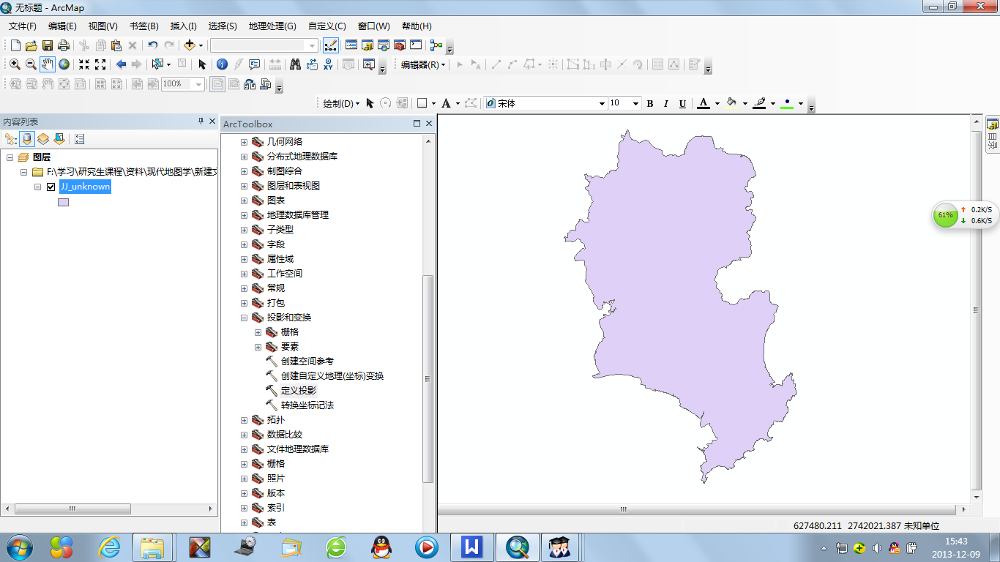 无标题 - ArcMap
文件(F) 编辑(E) 视图(V) 书签(B) 插入(I) 选择(S) 地理处理(G) 自定义(C) 窗口(W) 帮助(H)
编辑器(R)
100%
绘制(D) 宋体 10 B I U A
内容列表
图层
F:\学习\研究生课程\资料\现代地图学\新建文
JJ_unknown
ArcToolbox
几何网络
分布式地理数据库
制图综合
图层和表视图
图表
地理数据库管理
子类型
字段
属性域
工作空间
常规
打包
投影和变换
栅格
要素
创建空间参考
创建自定义地理(坐标)变换
定义投影
转换坐标记法
拓扑
数据比较
文件地理数据库
栅格
照片
版本
索引
表
目录
61% 0.2K/S
0.6K/S
627480.211 2742021.387 未知单位
15:43
2013-12-09